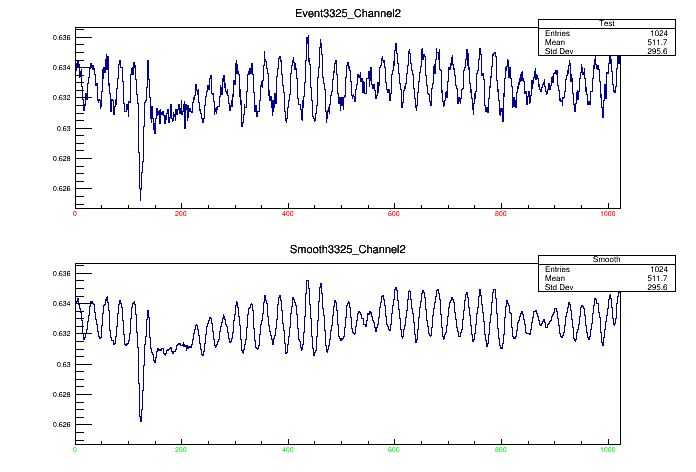 Event3325_Channel2
Test
Entries 1024
Mean 511.7
Std Dev 295.6
0.636
0.634
0.632
0.63
0.628
0.626
0 200 400 600 800 1000
Smooth3325_Channel2
Smooth
Entries 1024
Mean 511.7
Std Dev 295.6
0.636
0.634
0.632
0.63
0.628
0.626
0 200 400 600 800 1000